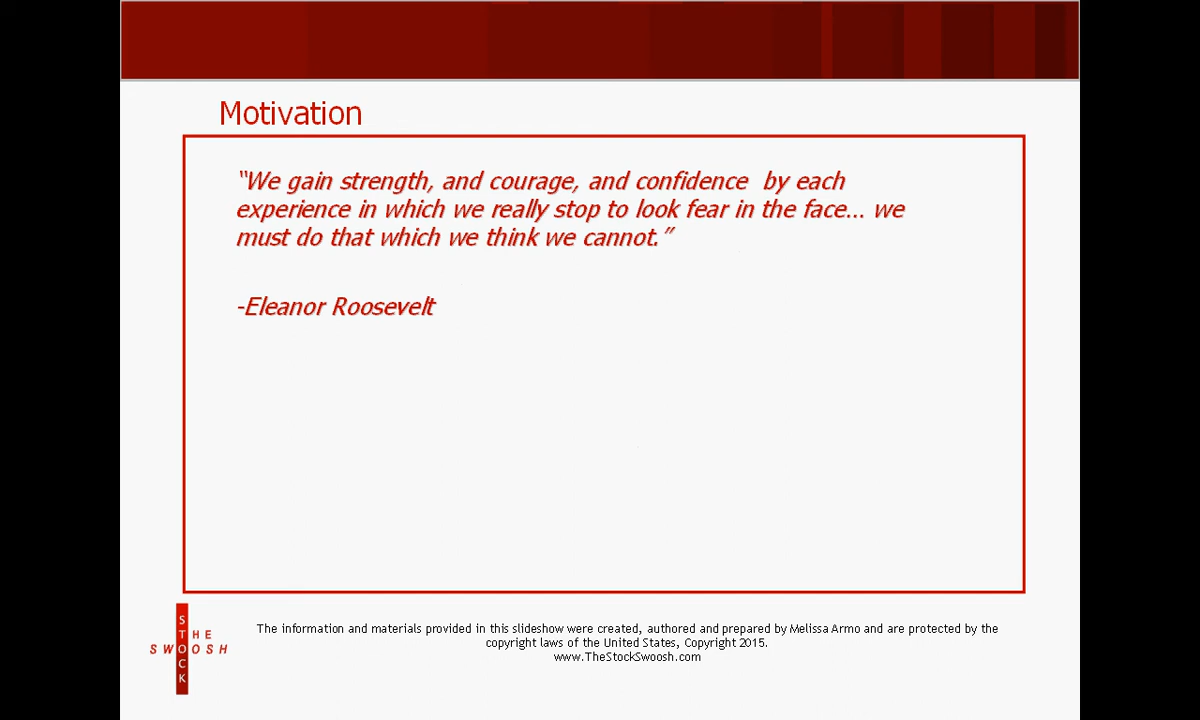 Motivation
“We gain strength, and courage, and confidence  by each
experience in which we really stop to look fear in the face... we
must do that which we think we cannot.”
-Eleanor Roosevelt
THE
STOCK
SWOOSH
The information and materials provided in this slideshow were created, authored and prepared by Melissa Armo and are protected by the
copyright laws of the United States, Copyright 2015.
www.TheStockSwoosh.com